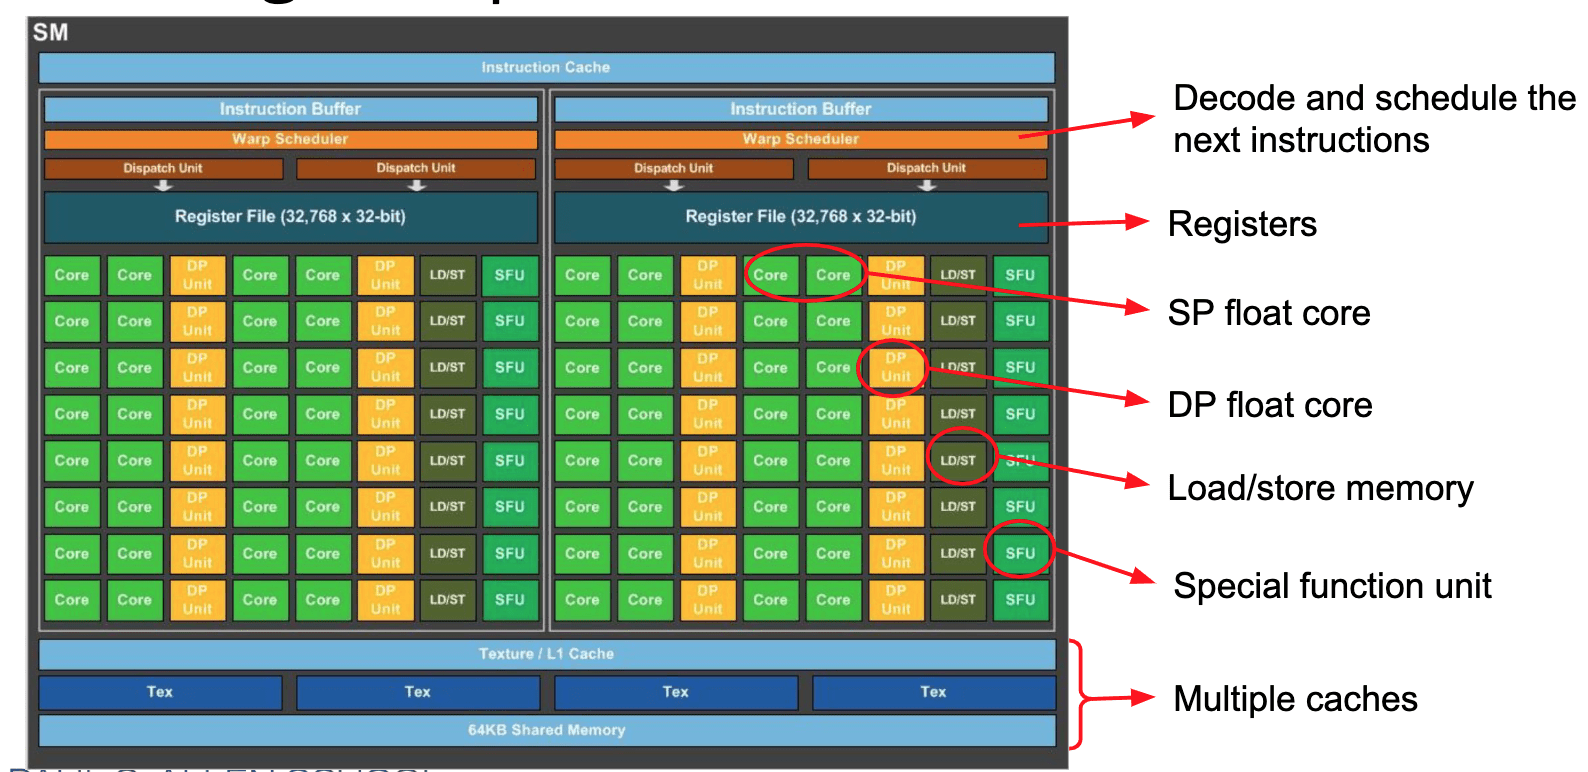 SM
Instruction Cache
Instruction Buffer
Warp Scheduler
Dispatch Unit Dispatch Unit
Register File (32,768 x 32-bit)
Core Core DP Unit Core Core DP Unit LD/ST SFU
Core Core DP Unit Core Core DP Unit LD/ST SFU
Core Core DP Unit Core Core DP Unit LD/ST SFU
Core Core DP Unit Core Core DP Unit LD/ST SFU
Core Core DP Unit Core Core DP Unit LD/ST SFU
Core Core DP Unit Core Core DP Unit LD/ST SFU
Core Core DP Unit Core Core DP Unit LD/ST SFU
Core Core DP Unit Core Core DP Unit LD/ST SFU
Instruction Buffer
Warp Scheduler
Dispatch Unit Dispatch Unit
Register File (32,768 x 32-bit)
Core Core DP Unit Core Core DP Unit LD/ST SFU
Core Core DP Unit Core Core DP Unit LD/ST SFU
Core Core DP Unit Core Core DP Unit LD/ST SFU
Core Core DP Unit Core Core DP Unit LD/ST SFU
Core Core DP Unit Core Core DP Unit LD/ST SFU
Core Core DP Unit Core Core DP Unit LD/ST SFU
Core Core DP Unit Core Core DP Unit LD/ST SFU
Core Core DP Unit Core Core DP Unit LD/ST SFU
Texture / L1 Cache
Tex Tex Tex Tex
64KB Shared Memory
Decode and schedule the
next instructions
Registers
SP float core
DP float core
Load/store memory
Special function unit
Multiple caches